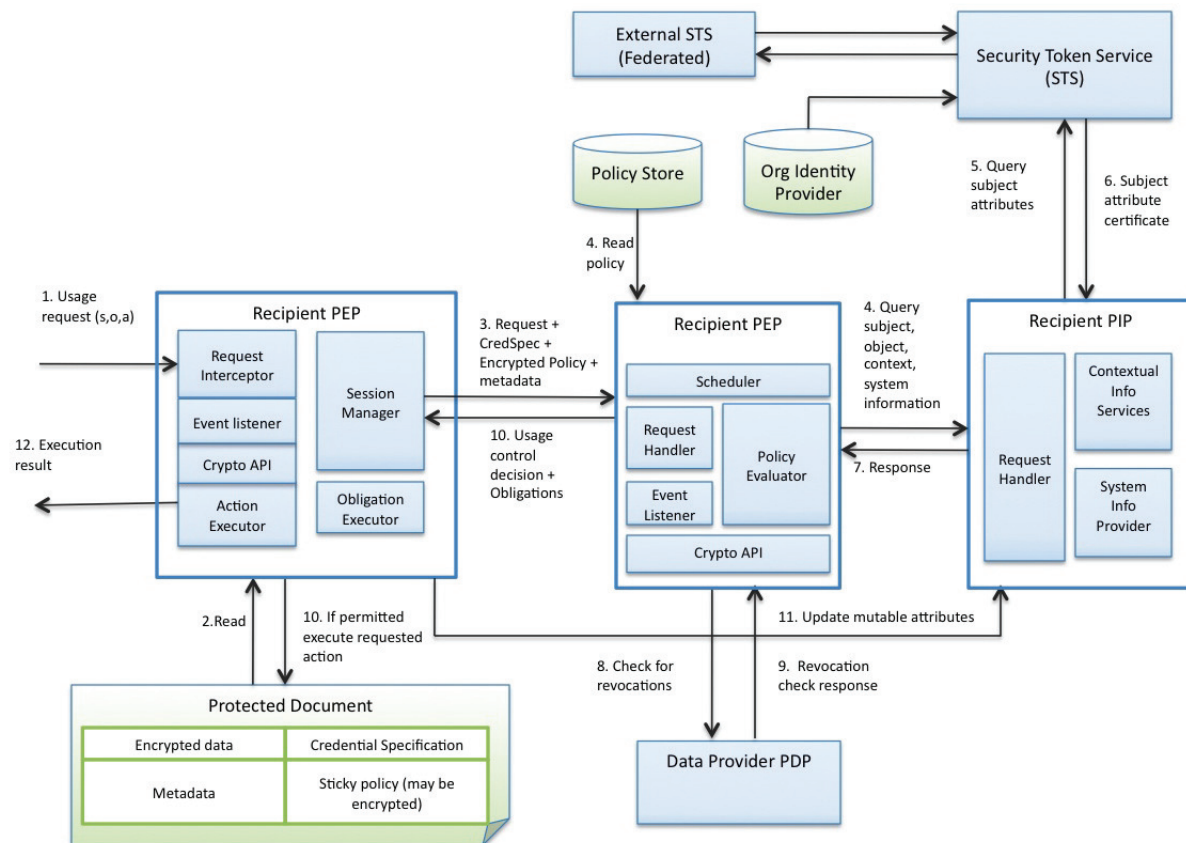 External STS
(Federated)
Security Token Service
(STS)
Policy Store
Org Identity
Provider
5. Query
subject
attributes
6. Subject
attribute
certificate
4. Read
policy
1. Usage
request (s,o,a)
Recipient PEP
Request
Interceptor
Event listener
Crypto API
Action
Executor
Session
Manager
Obligation
Executor
12. Execution
result
3. Request +
CredSpec +
Encrypted Policy +
metadata
10. Usage
control
decision +
Obligations
Recipient PEP
Scheduler
Request
Handler
Event
Listener
Policy
Evaluator
Crypto API
4. Query
subject,
object,
context,
system
information
7. Response
Recipient PIP
Request
Handler
Contextual
Info
Services
System
Info
Provider
2.Read
10. If permitted
execute requested
action
11. Update mutable attributes
8. Check for
revocations
9. Revocation
check response
Protected Document
Encrypted data
Credential Specification
Metadata
Sticky policy (may be
encrypted)
Data Provider PDP